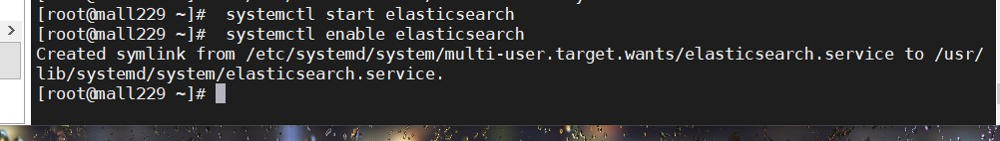 [root@mall229 ~]#  systemctl start elasticsearch
[root@mall229 ~]#  systemctl enable elasticsearch
Created symlink from /etc/systemd/system/multi-user.target.wants/elasticsearch.service to /usr/
lib/systemd/system/elasticsearch.service.
[root@mall229 ~]#